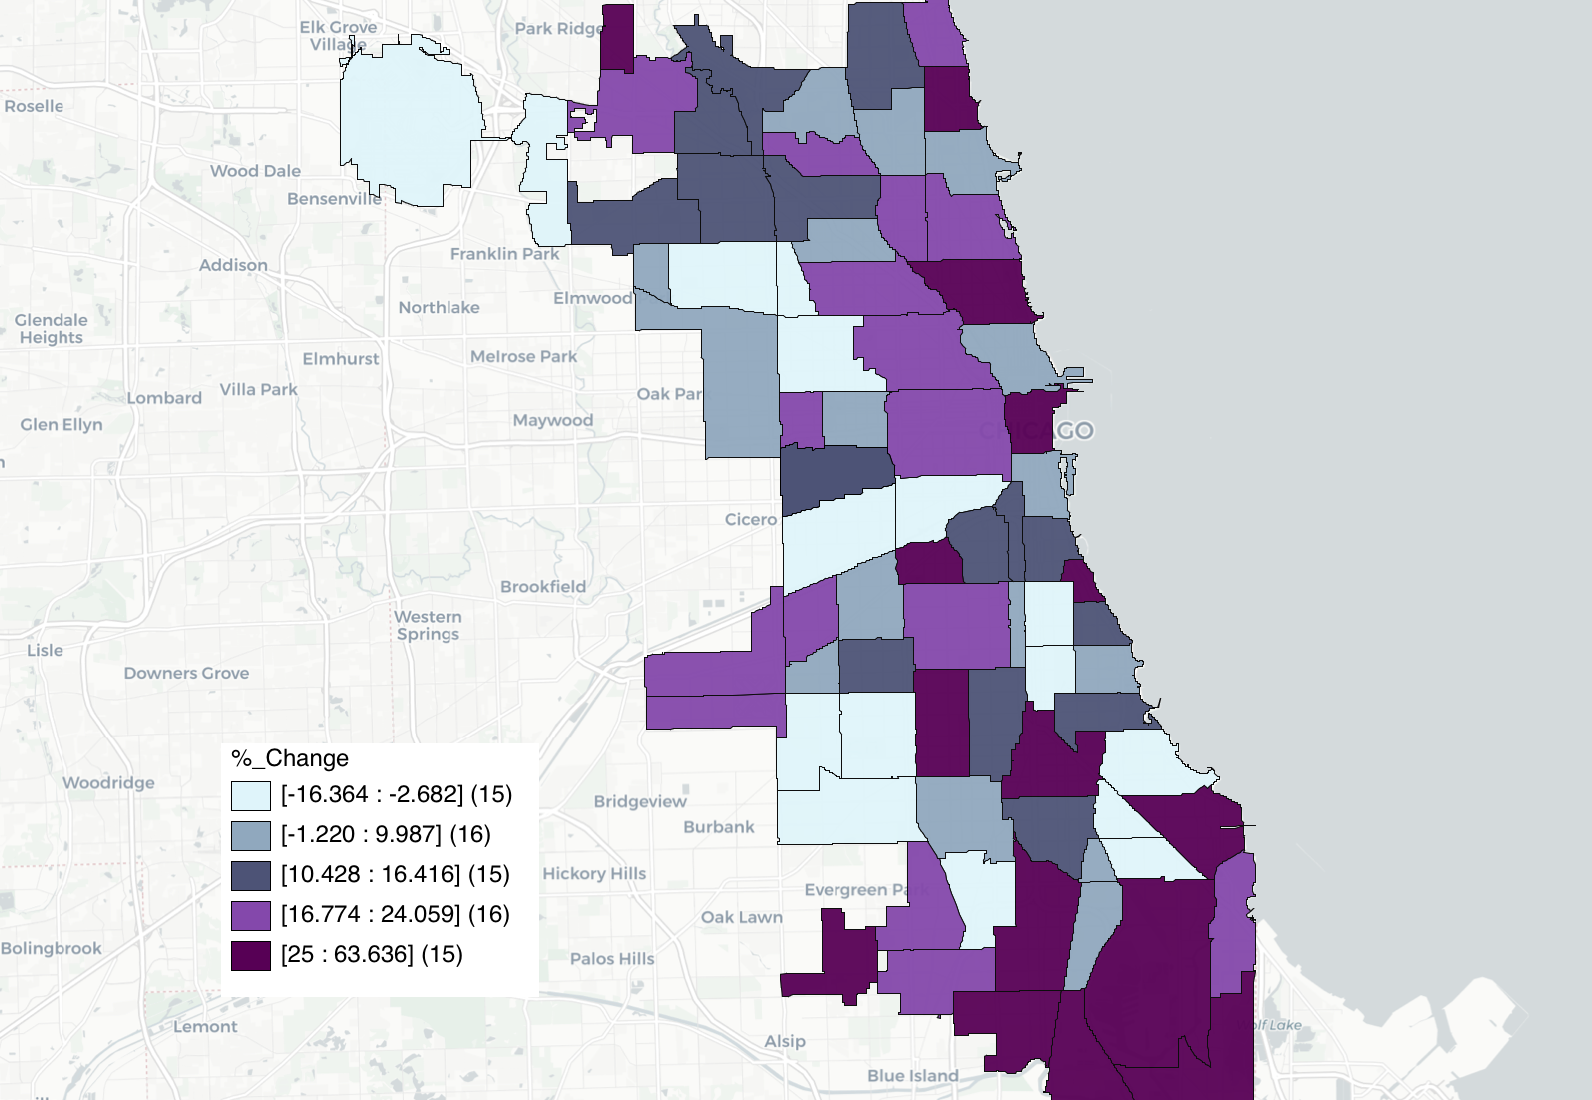 Elk Grove
Village
Park Ridge
Roselle
Wood Dale
Bensenville
Franklin Park
Addison
Elmwood
Northlake
Glendale
Heights
Elmhurst
Melrose Park
Villa Park
Lombard
Oak Par
Glen Ellyn
Maywood
CHICAGO
Cicero
Brookfield
Western
Springs
Lisle
Downers Grove
%_Change
[-16.364 : -2.682] (15)
[-1.220 : 9.987] (16)
[10.428 : 16.416] (15)
[16.774 : 24.059] (16)
[25 : 63.636] (15)
Woodridge
Bridgeview
Burbank
Hickory Hills
Evergreen Park
Oak Lawn
Bolingbrook
Palos Hills
Lemont
olf Lake
Alsip
Blue Island